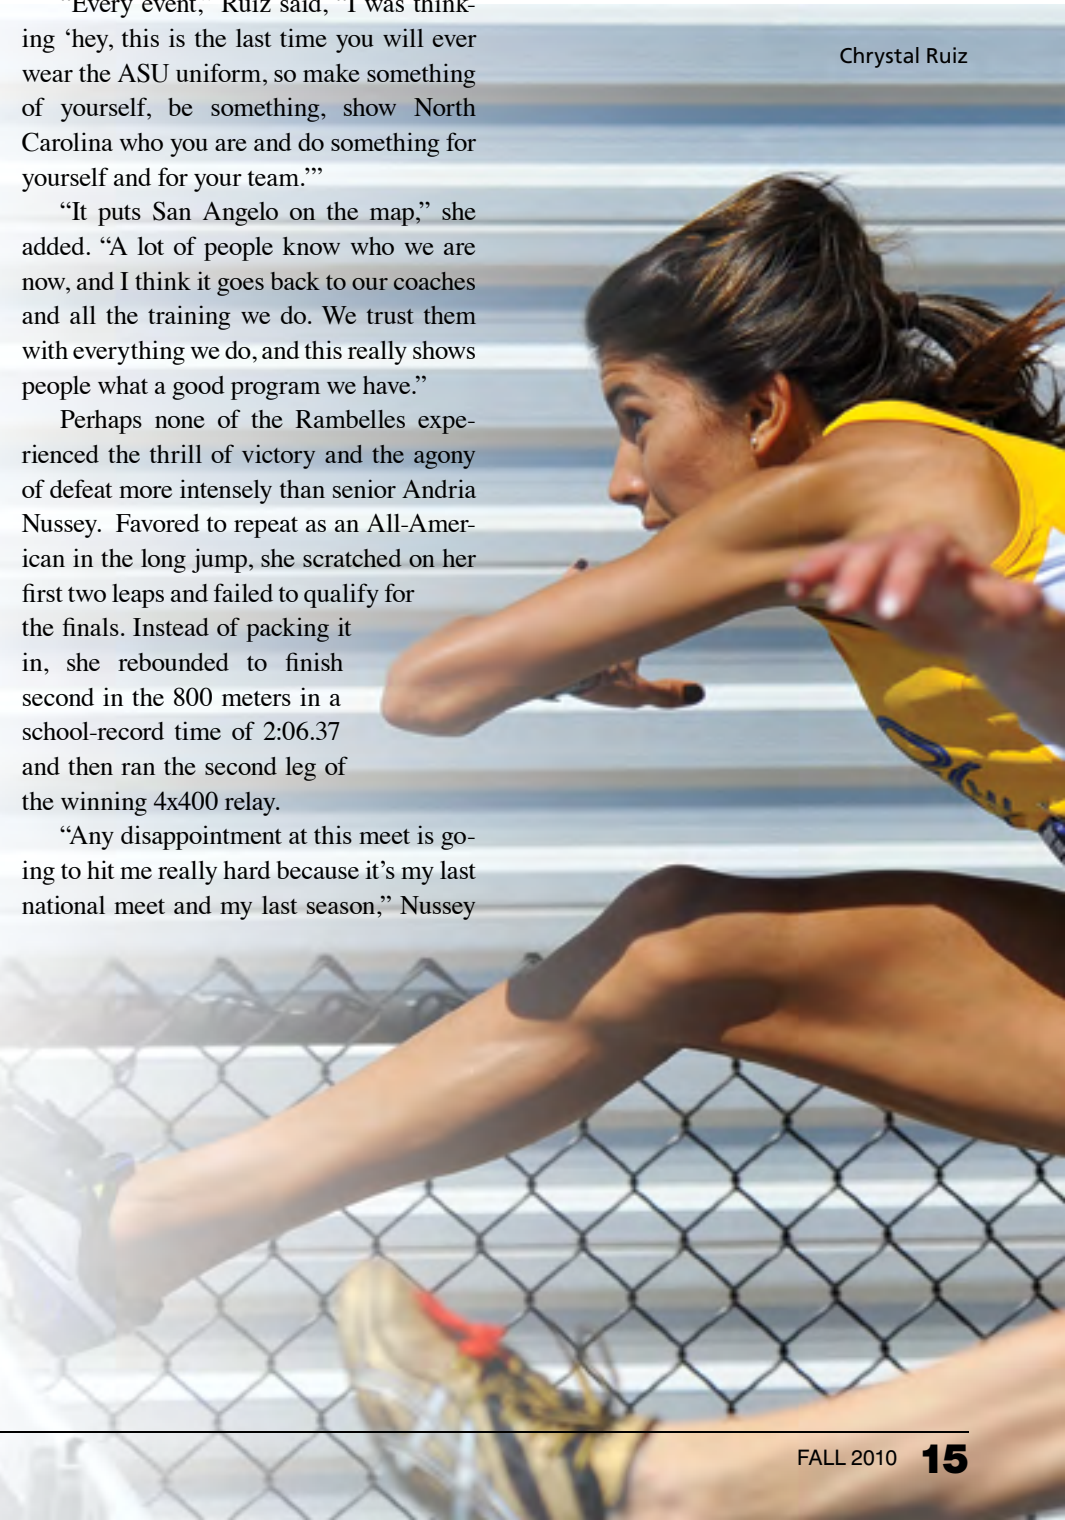 “Every event,” Ruiz said, “I was think-
ing ‘hey, this is the last time you will ever
wear the ASU uniform, so make something
of yourself, be something, show North
Carolina who you are and do something for
yourself and for your team.’”
“It puts San Angelo on the map,” she
added. “A lot of people know who we are
now, and I think it goes back to our coaches
and all the training we do. We trust them
with everything we do, and this really shows
people what a good program we have.”
Perhaps none of the Rambelles expe-
rienced the thrill of victory and the agony
of defeat more intensely than senior Andria
Nussey. Favored to repeat as an All-Amer-
ican in the long jump, she scratched on her
first two leaps and failed to qualify for
the finals. Instead of packing it
in, she rebounded to finish
second in the 800 meters in a
school-record time of 2:06.37
and then ran the second leg of
the winning 4x400 relay.
“Any disappointment at this meet is go-
ing to hit me really hard because it’s my last
national meet and my last season,” Nussey
Chrystal Ruiz
FALL 2010 15